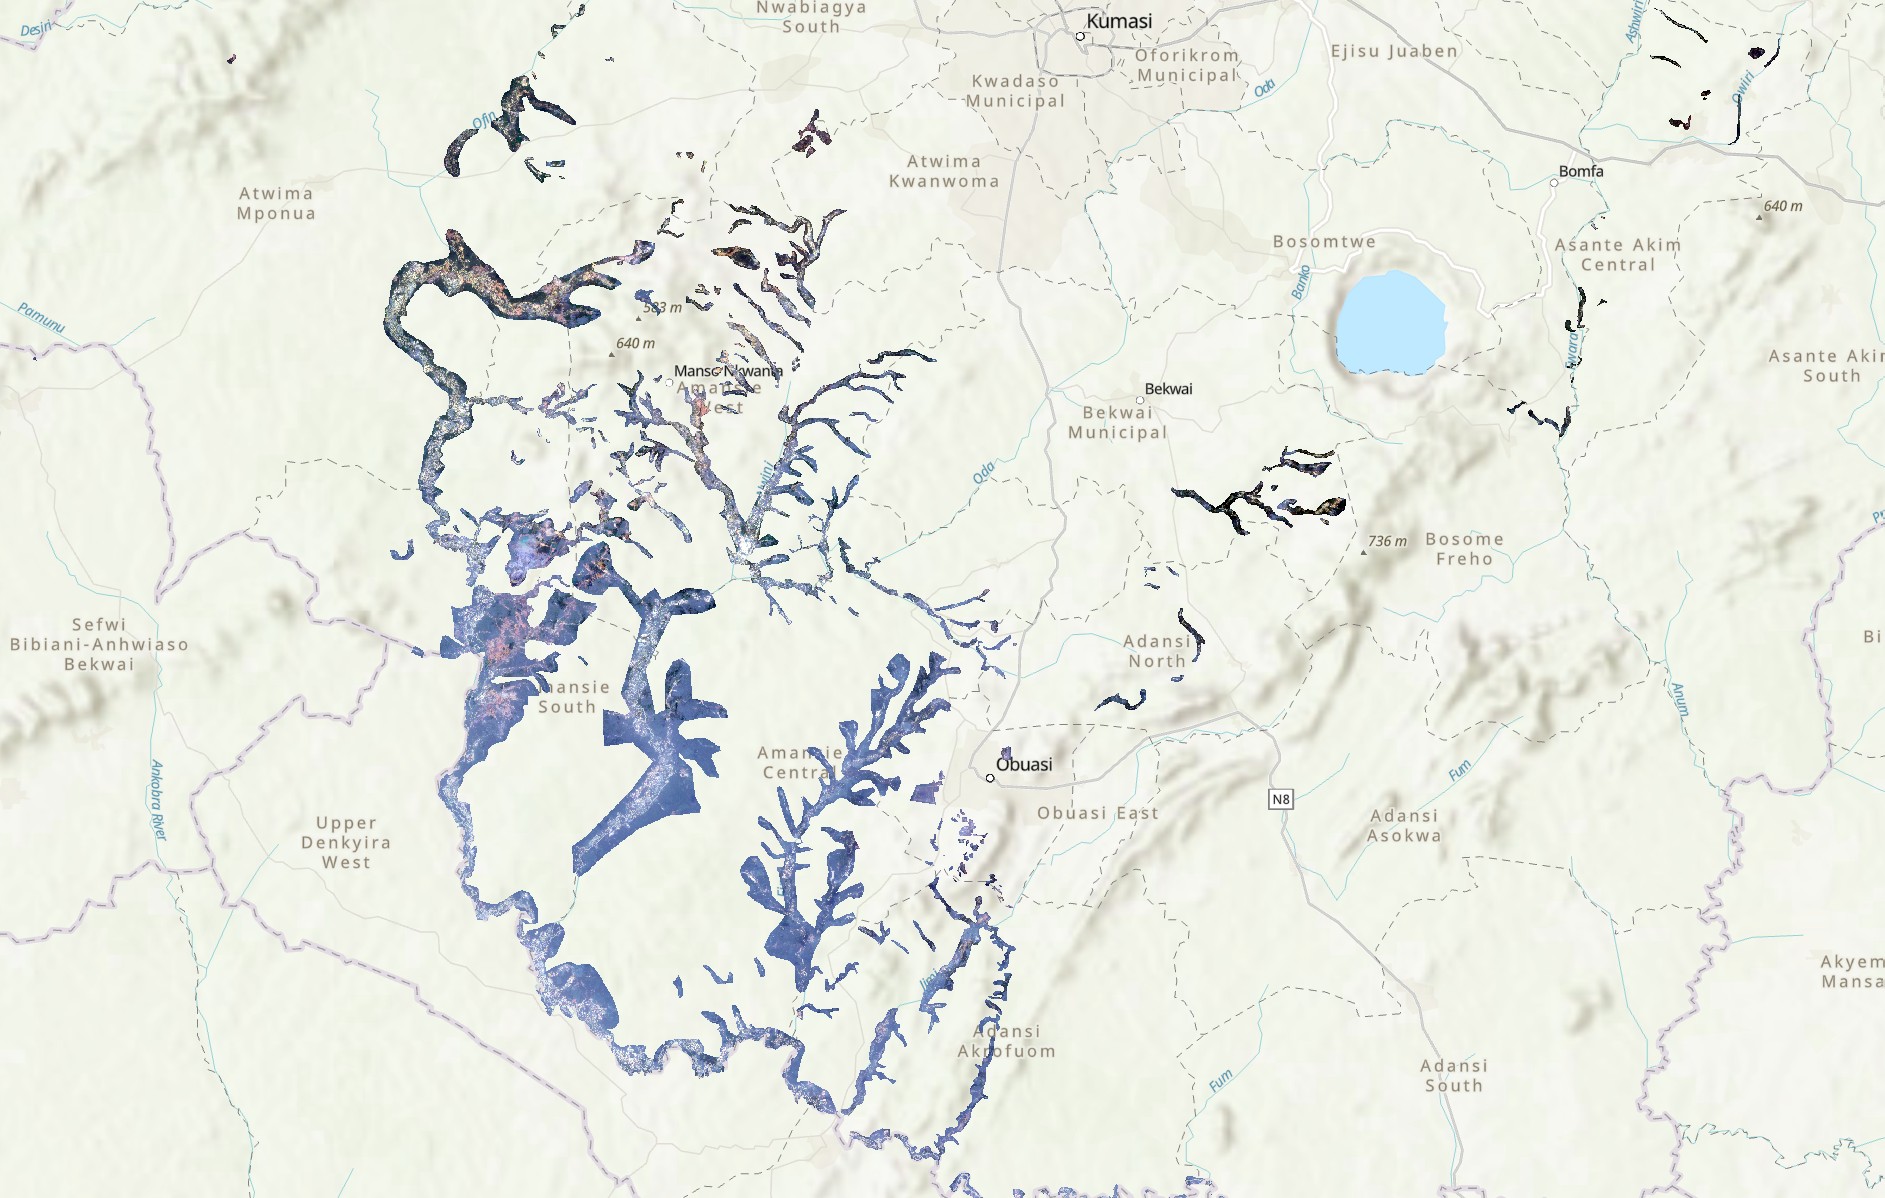 Desiri
Nwabiagya
South
Kumasi
Ejisu Juaben
Oforikrom
Municipal
Kwadaso
Municipal
Oda
Ashwiri
Owiri
Ofin
Atwima
Kwanwoma
Atwima
Mponua
Bomfa
640 m
Bosomtwe
Asante Akim
Central
Banko
Pamunu
583 m
640 m
Manso Nkwanta
Amansie
West
Bekwai
Bekwai
Municipal
Asante Akim
South
Oda
736 m
Bosome
Freho
Sefwi
Bibiani-Anhwiaso
Bekwai
Adansi
North
Bi
Amansie
South
Anum
Amansie
Central
Obuasi
Ankobra River
Fum
N8
Obuasi East
Adansi
Asokwa
Upper
Denkyira
West
Jimi
Akyem
Mansa
Adansi
Akrofuom
Fum
Adansi
South